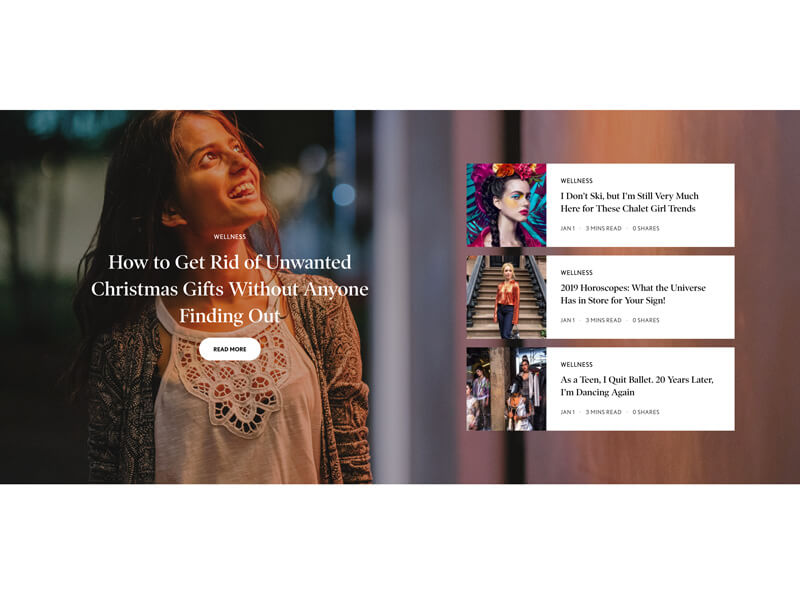 WELLNESS
How to Get Rid of Unwanted
Christmas Gifts Without Anyone
Finding Out
READ MORE
WELLNESS
I Don't Ski, but I'm Still Very Much
Here for These Chalet Girl Trends
JAN 1 · 3 MINS READ · 0 SHARES
WELLNESS
2019 Horoscopes: What the Universe
Has in Store for Your Sign!
JAN 1 · 3 MINS READ · 0 SHARES
WELLNESS
As a Teen, I Quit Ballet. 20 Years Later,
I'm Dancing Again
JAN 1 · 3 MINS READ · 0 SHARES